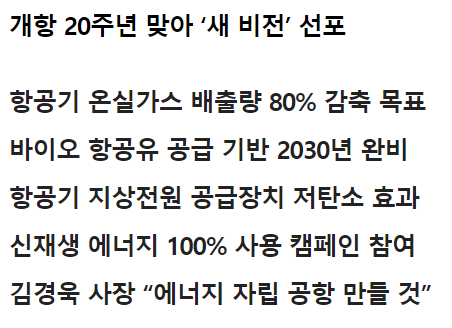 개항 20주년 맞아 ‘새 비전’ 선포
항공기 온실가스 배출량 80% 감축 목표
바이오 항공유 공급 기반 2030년 완비
항공기 지상전원 공급장치 저탄소 효과
신재생 에너지 100% 사용 캠페인 참여
김경욱 사장 “에너지 자립 공항 만들 것”